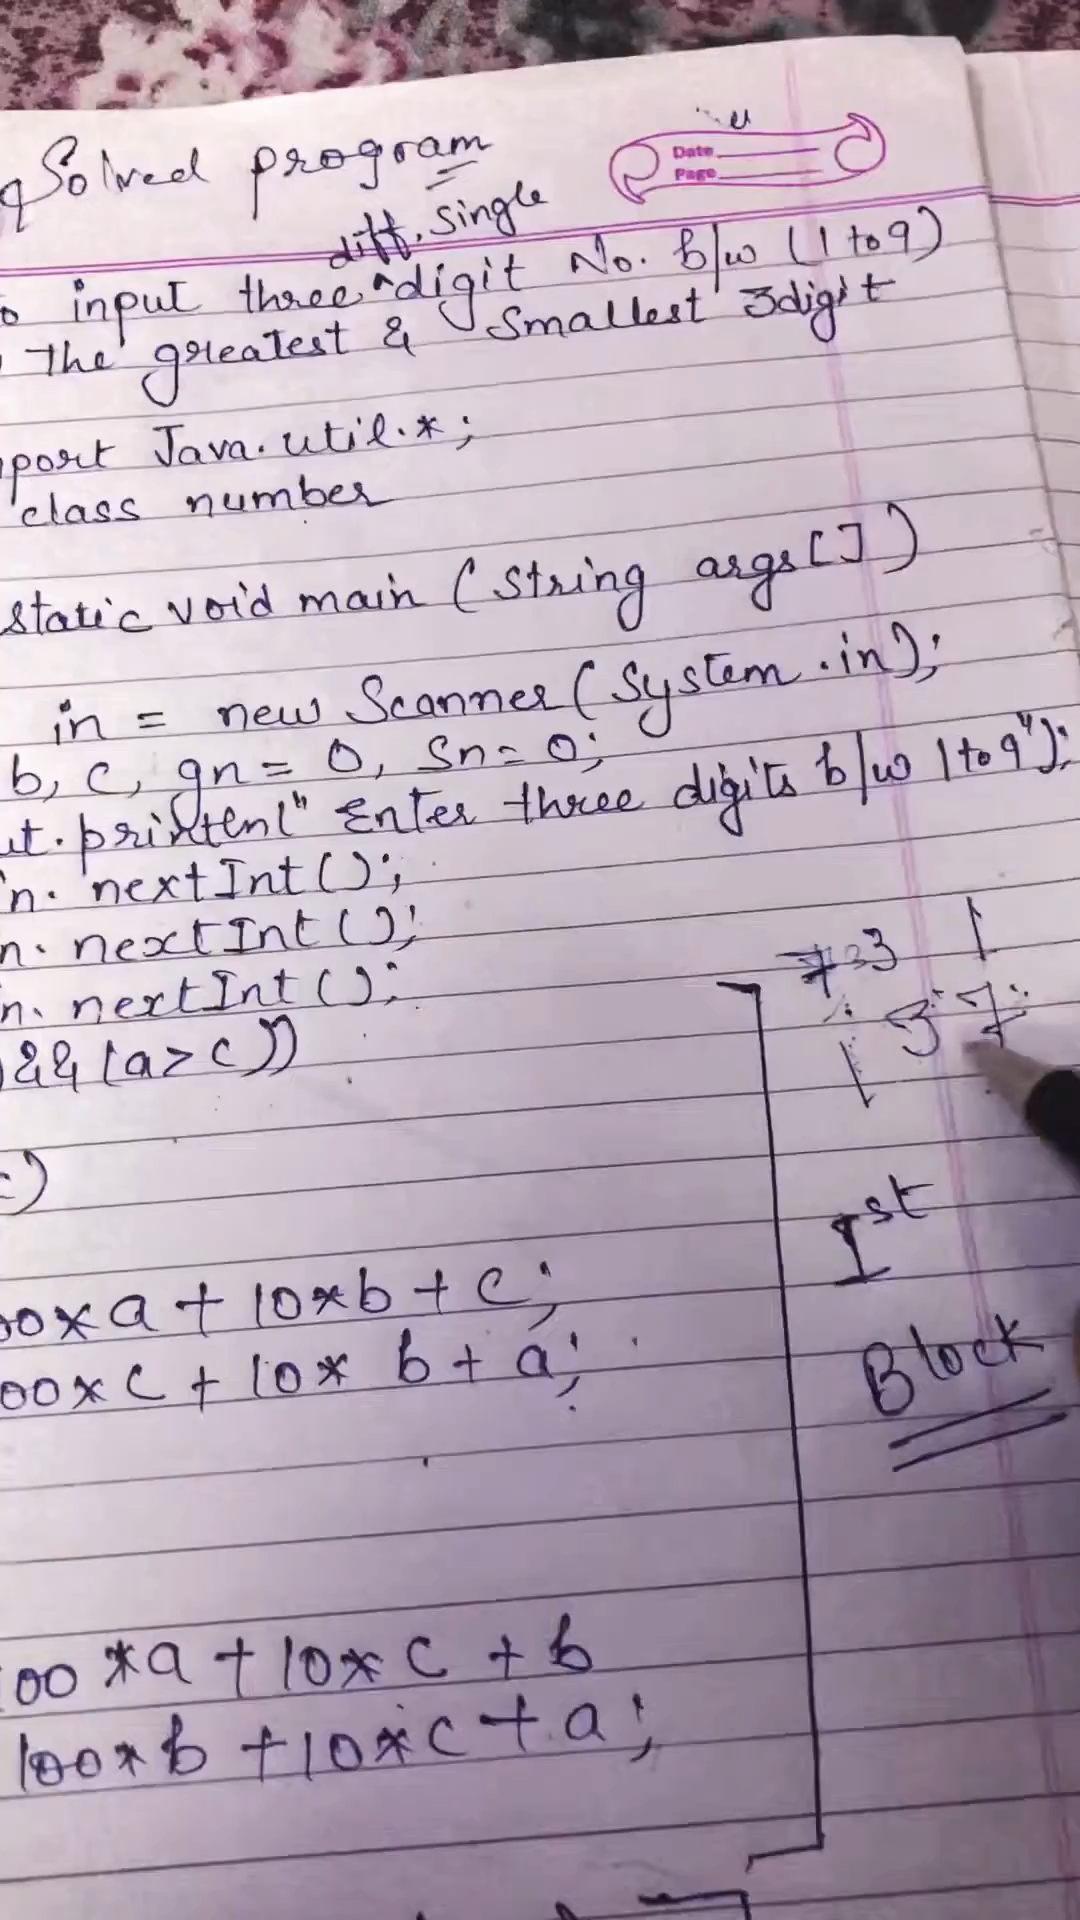 Solved program
Date
Page
diff. single
o input three ^ digit No. b/w (1 to 9)
The greatest & Smallest 3digit
port Java.util.*;
class number
static void main (String args[])
in = new Scanner(System.in);
b, c, gn = 0, Sn = 0;
ut.println" Enter three digits b/w 1 to 9");
n. nextInt();
n. nextInt();
n. nextInt();
) && (a > c))
7 3 1
1 3 7
c)
Ist
00*a + 10*b + c;
Block
00*c + 10* b + a;
00 *a + 10* c + b
100*b + 10*c + a;